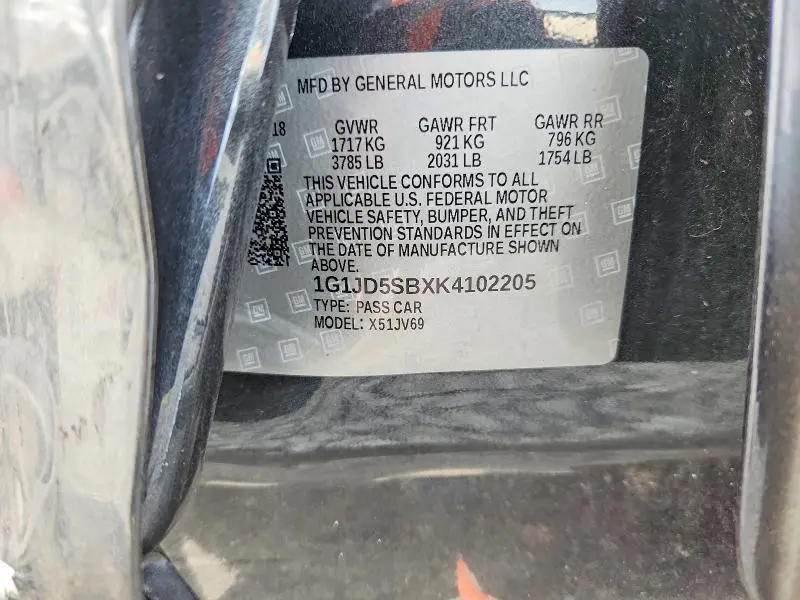 MFD BY GENERAL MOTORS LLC
18 GVWR GAWR FRT GAWR RR
1717 KG 921 KG 796 KG
3785 LB 2031 LB 1754 LB
THIS VEHICLE CONFORMS TO ALL
APPLICABLE U.S. FEDERAL MOTOR
VEHICLE SAFETY, BUMPER, AND THEFT
PREVENTION STANDARDS IN EFFECT ON
THE DATE OF MANUFACTURE SHOWN
ABOVE.
1G1JD5SBXK4102205
TYPE: PASS CAR
MODEL: X51JV69